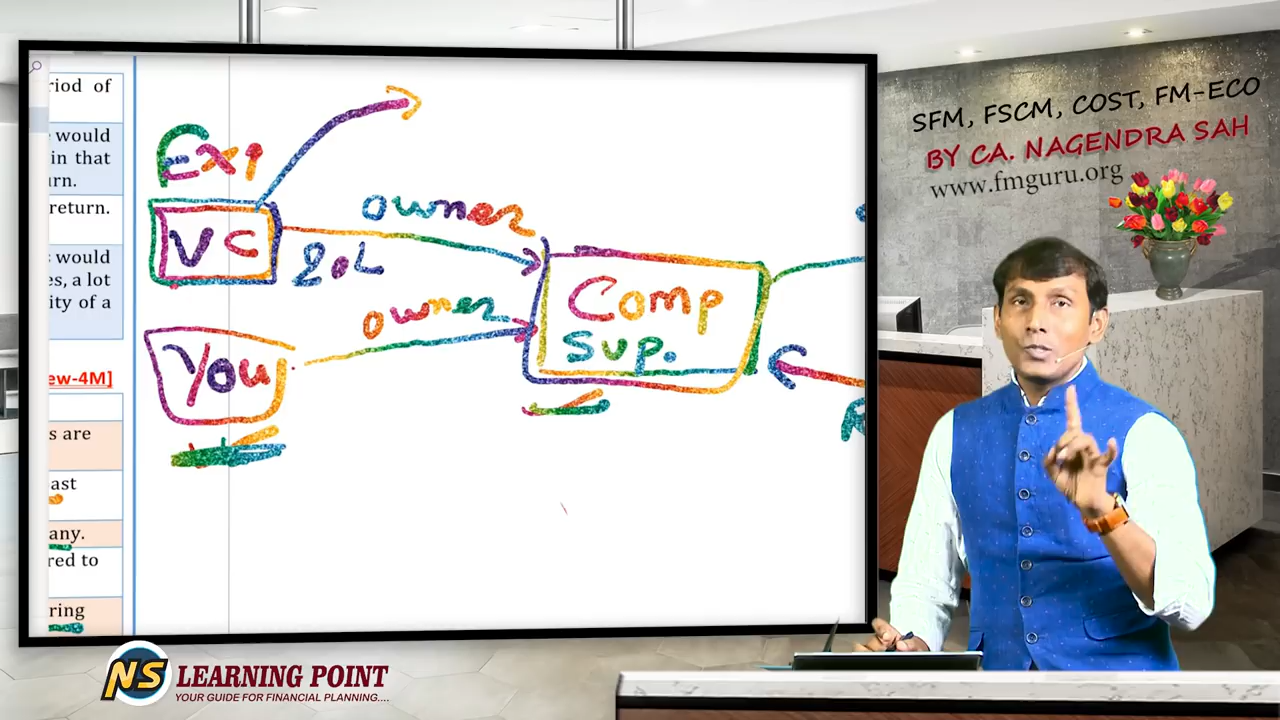 riod of
would
in that
rn.
return.
s would
es, a lot
ity of a
ew-4M]
s are
ast
any.
red to
ring
Exi
VC
owner
20L
owner
You
Comp
Sup.
SFM, FSCM, COST, FM-ECO
BY CA. NAGENDRA SAH
www.fmguru.org
NS LEARNING POINT
YOUR GUIDE FOR FINANCIAL PLANNING....